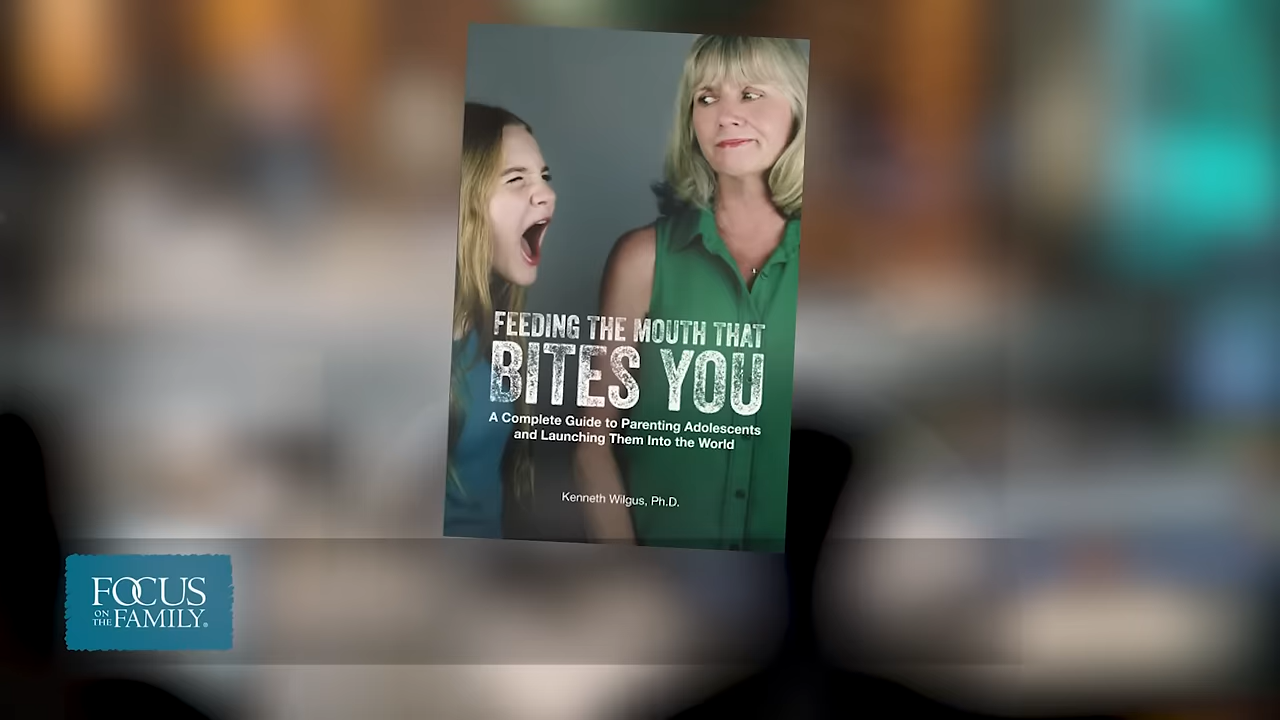 FEEDING THE MOUTH THAT
BITES YOU
A Complete Guide to Parenting Adolescents
and Launching Them Into the World
Kenneth Wilgus, Ph.D.
FOCUS
ON THE FAMILY®